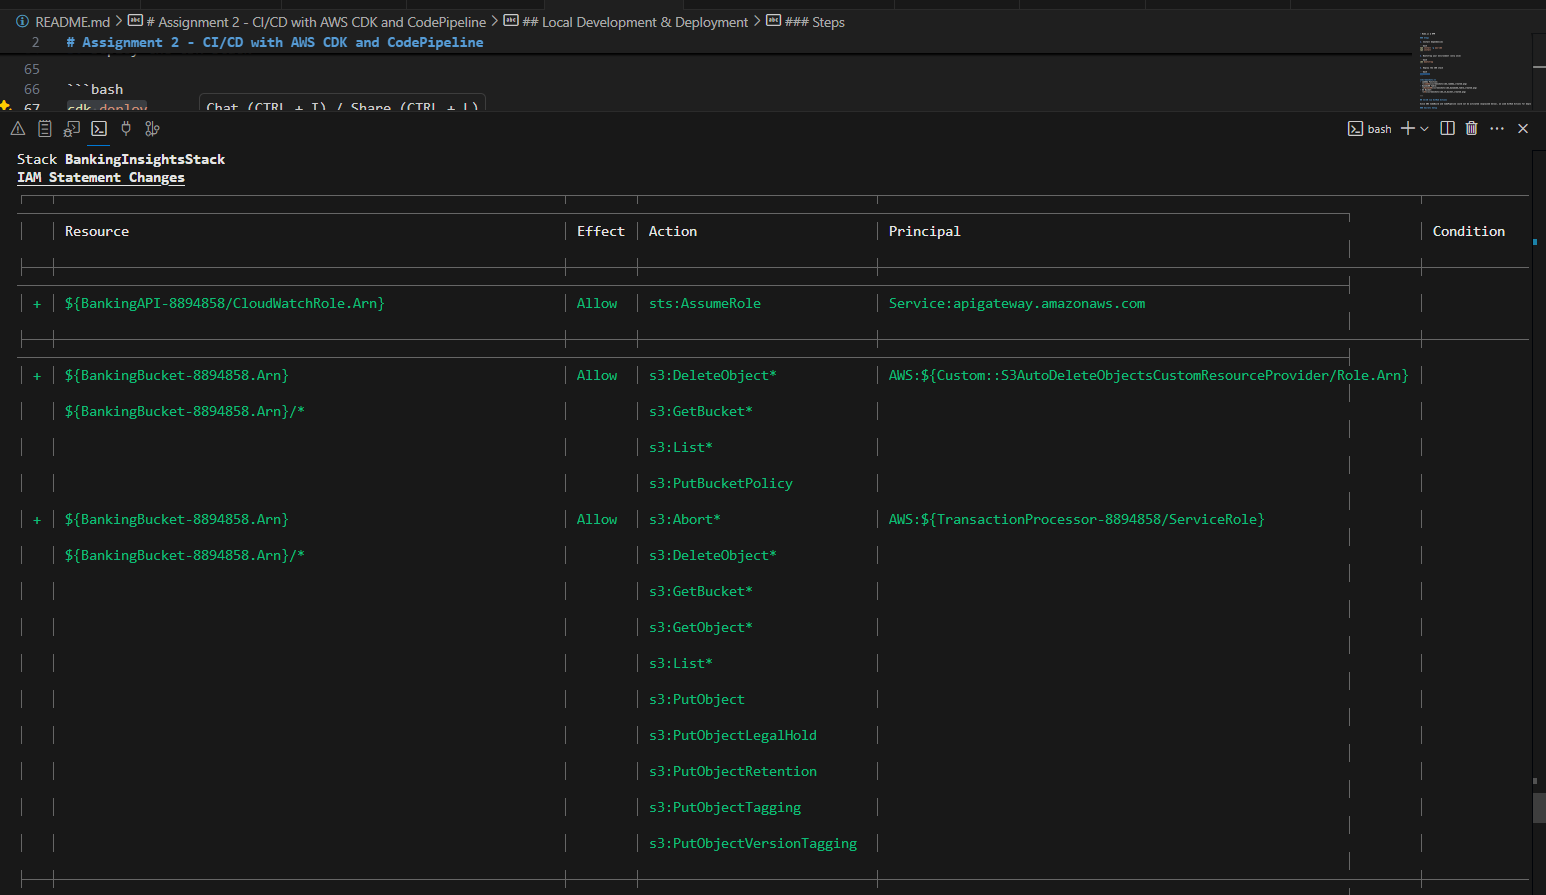 README.md > # Assignment 2 - CI/CD with AWS CDK and CodePipeline > ## Local Development & Deployment > ### Steps
2 # Assignment 2 - CI/CD with AWS CDK and CodePipeline
65
66 ```bash
67 cdk deploy Chat (CTRL + I) / Share (CTRL + L)
bash
Stack BankingInsightsStack
IAM Statement Changes
Resource Effect Action Principal Condition
+ ${BankingAPI-8894858/CloudWatchRole.Arn} Allow sts:AssumeRole Service:apigateway.amazonaws.com
+ ${BankingBucket-8894858.Arn} Allow s3:DeleteObject* AWS:${Custom::S3AutoDeleteObjectsCustomResourceProvider/Role.Arn}
${BankingBucket-8894858.Arn}/* s3:GetBucket*
s3:List*
s3:PutBucketPolicy
+ ${BankingBucket-8894858.Arn} Allow s3:Abort* AWS:${TransactionProcessor-8894858/ServiceRole}
${BankingBucket-8894858.Arn}/* s3:DeleteObject*
s3:GetBucket*
s3:GetObject*
s3:List*
s3:PutObject
s3:PutObjectLegalHold
s3:PutObjectRetention
s3:PutObjectTagging
s3:PutObjectVersionTagging